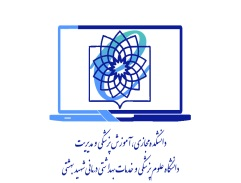 دانشکده مجازی، آموزش پزشکی و مدیریت
دانشگاه علوم پزشکی و خدمات بهداشتی درمانی شهید بهشتی